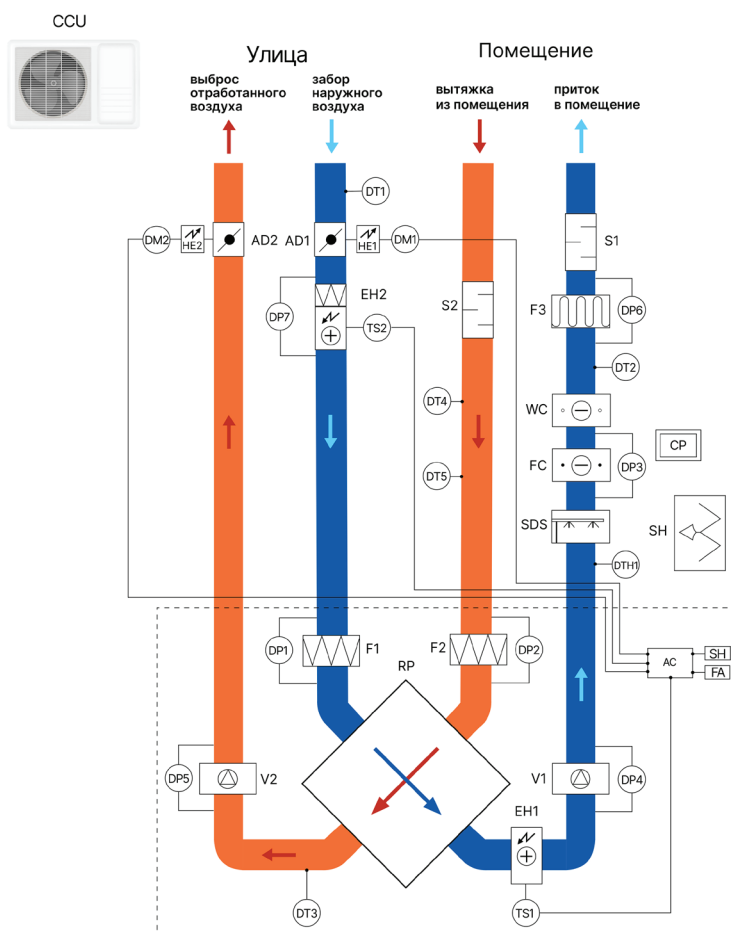 CCU
Улица
Помещение
выброс
отработанного
воздуха
забор
наружного
воздуха
вытяжка
из помещения
приток
в помещение
DT1
DM2
HE2
AD2
AD1
HE1
DM1
S1
EH2
DP7
TS2
S2
F3
DP6
DT2
DT4
WC
CP
FC
DP3
DT5
SDS
SH
DTH1
DP1
F1
F2
DP2
RP
AC
SH
FA
DP5
V2
V1
DP4
EH1
DT3
TS1